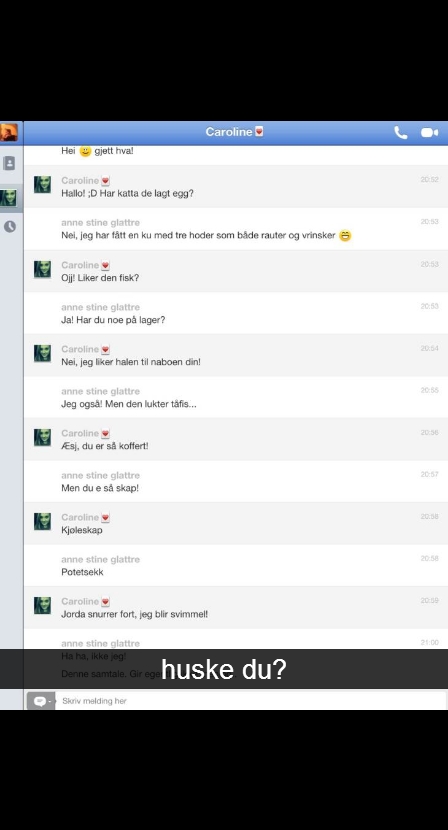 Caroline
Hei gjett hva!
Caroline
20:52
Hallo! ;D Har katta de lagt egg?
anne stine glattre
20:53
Nei, jeg har fått en ku med tre hoder som både rauter og vrinsker
Caroline
20:53
Ojj! Liker den fisk?
anne stine glattre
20:53
Ja! Har du noe på lager?
Caroline
20:54
Nei, jeg liker halen til naboen din!
anne stine glattre
20:55
Jeg også! Men den lukter tåfis...
Caroline
20:56
Æsj, du er så koffert!
anne stine glattre
20:57
Men du e så skap!
Caroline
20:58
Kjøleskap
anne stine glattre
20:58
Potetsekk
Caroline
20:59
Jorda snurrer fort, jeg blir svimmel!
anne stine glattre
21:00
Ha ha, ikke jeg!
Denne samtale. Gir
huske du?
Skriv melding her